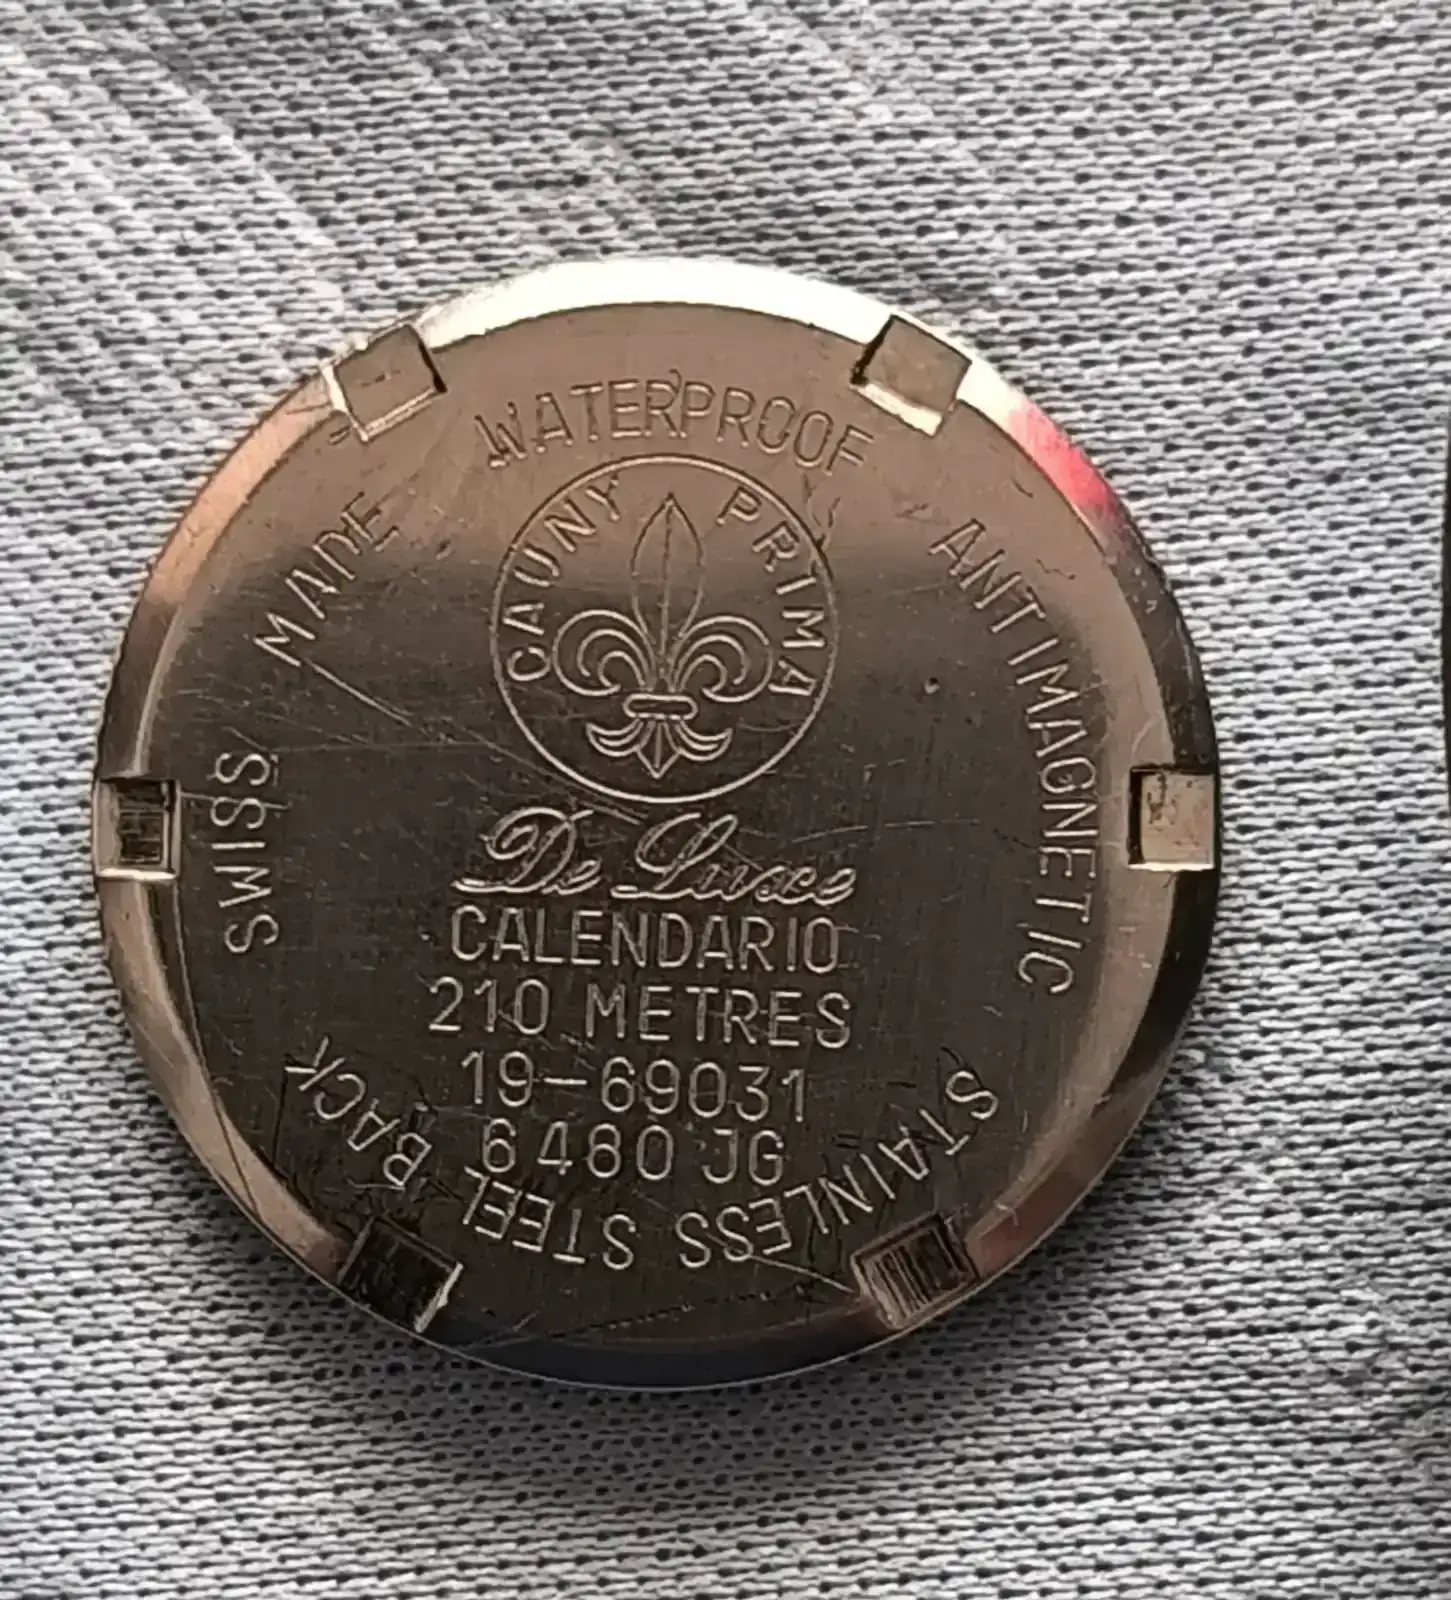 SWISS MADE WATERPROOF ANTIMAGNETIC STAINLESS STEEL BACK
CAUNY PRIMA
De Luxe
CALENDARIO
210 METRES
19-69031
6460 JG